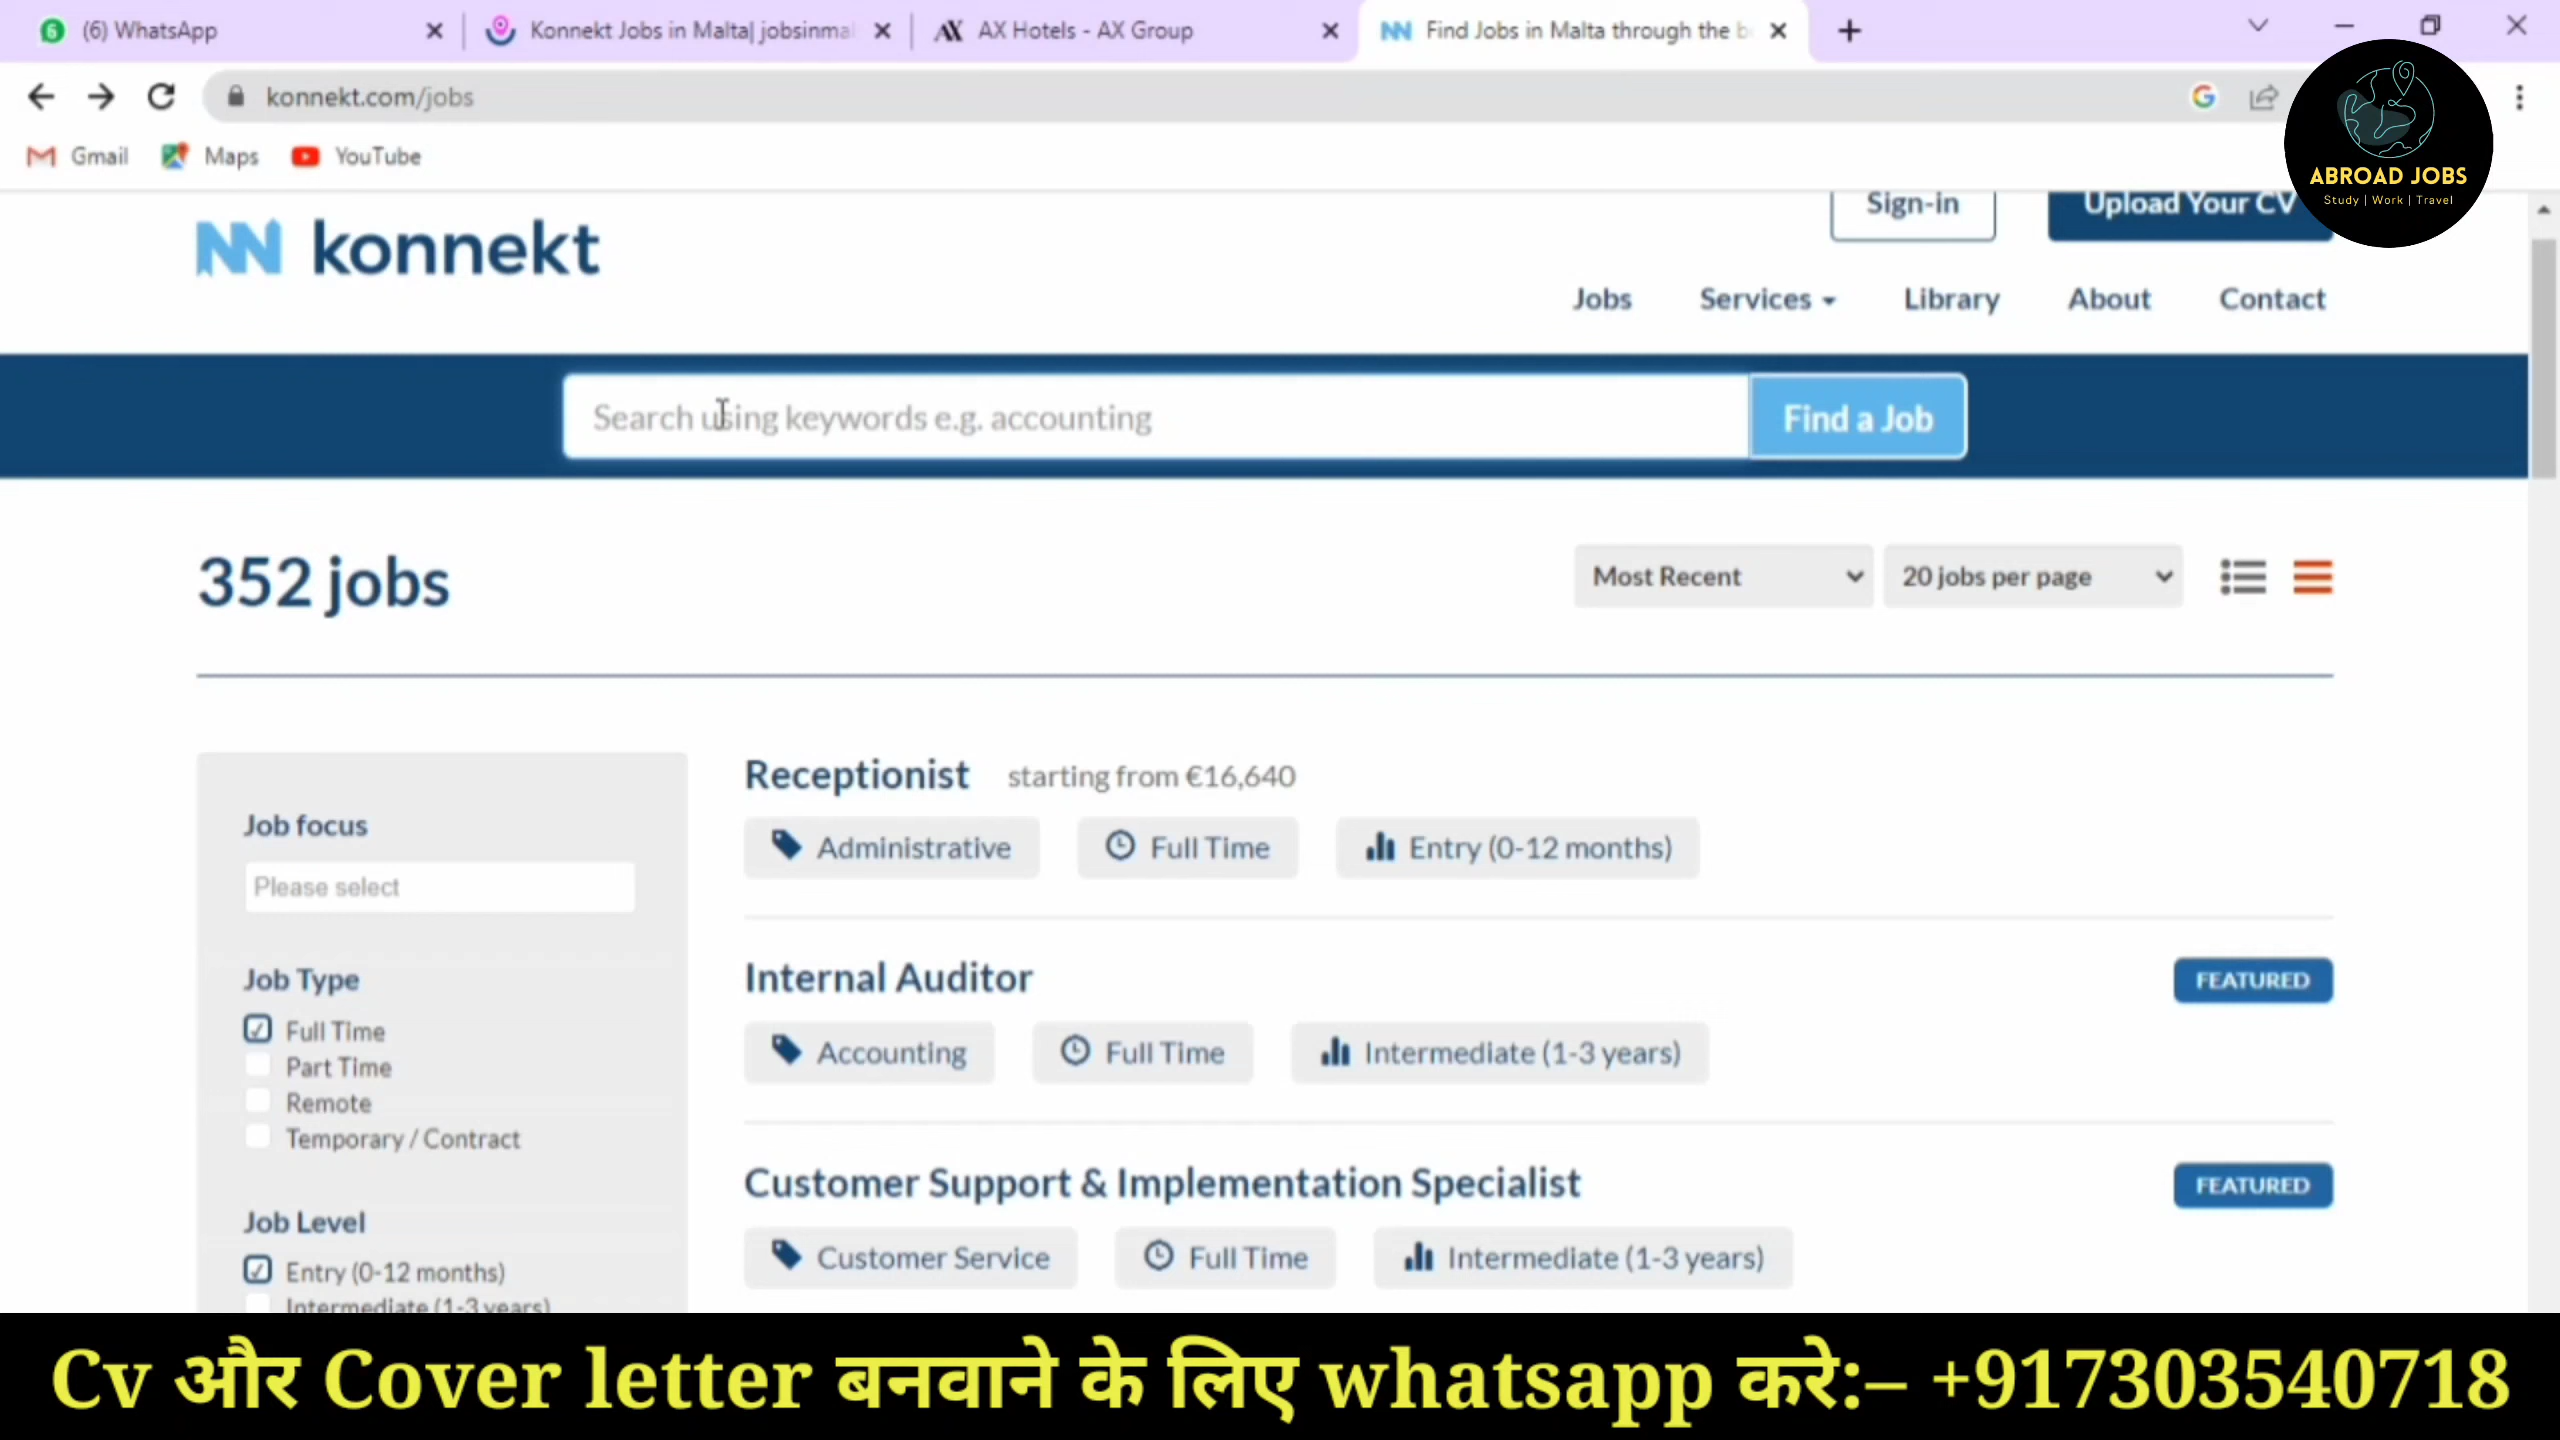 (6) WhatsApp
Konnekt Jobs in Malta| jobsinmal
AX Hotels - AX Group
Find Jobs in Malta through the b
konnekt.com/jobs
Gmail
Maps
YouTube
ABROAD JOBS
Study | Work | Travel
Sign-in
Upload Your CV
konnekt
Jobs
Services
Library
About
Contact
Search using keywords e.g. accounting
Find a Job
352 jobs
Most Recent
20 jobs per page
Job focus
Please select
Job Type
Full Time
Part Time
Remote
Temporary / Contract
Job Level
Entry (0-12 months)
Intermediate (1-3 years)
Receptionist starting from €16,640
Administrative Full Time Entry (0-12 months)
Internal Auditor FEATURED
Accounting Full Time Intermediate (1-3 years)
Customer Support & Implementation Specialist FEATURED
Customer Service Full Time Intermediate (1-3 years)
Cv और Cover letter बनवाने के लिए whatsapp करे:– +917303540718